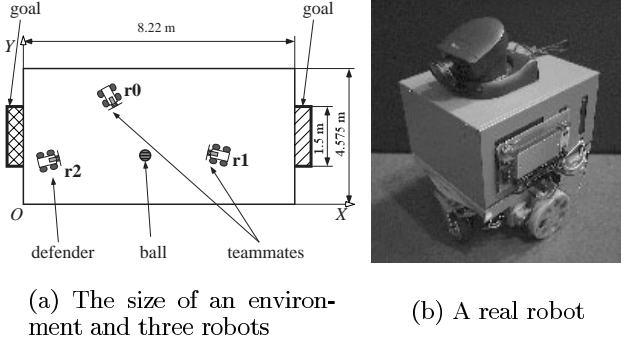 goal
goal
Y
8.22 m
r0
1.5 m
4.575 m
r2
r1
O
X
defender
ball
teammates
(a) The size of an environ-
ment and three robots
(b) A real robot